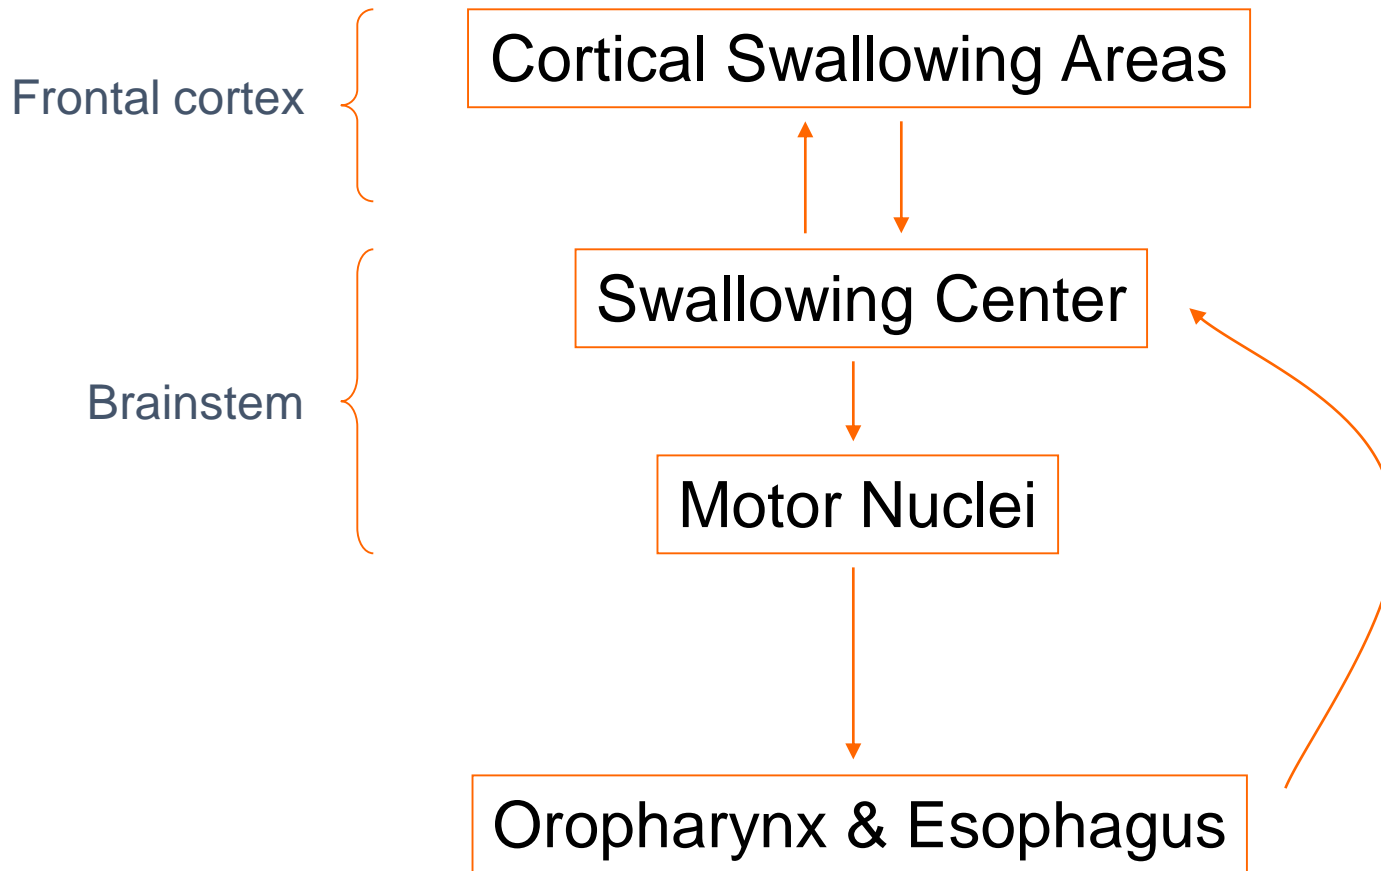 Cortical Swallowing Areas
Frontal cortex
Swallowing Center
Brainstem
Motor Nuclei
Oropharynx & Esophagus